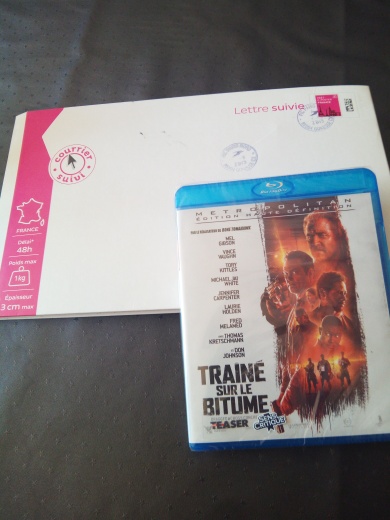 Lettre suivie
courrier
suivi
FRANCE
Délai*
48h
Poids max
1kg
Épaisseur
3 cm max
METROPOLITAN
ÉDITION HAUTE DÉFINITION
MEL
GIBSON
VINCE
VAUGHN
TORY
KITTLES
MICHAEL JAI
WHITE
JENNIFER
CARPENTER
LAURIE
HOLDEN
FRED
MELAMED
THOMAS
KRETSCHMANN
DON
JOHNSON
TRAINÉ
SUR LE
BITUME
TEASER
SENS
CRITIQUE